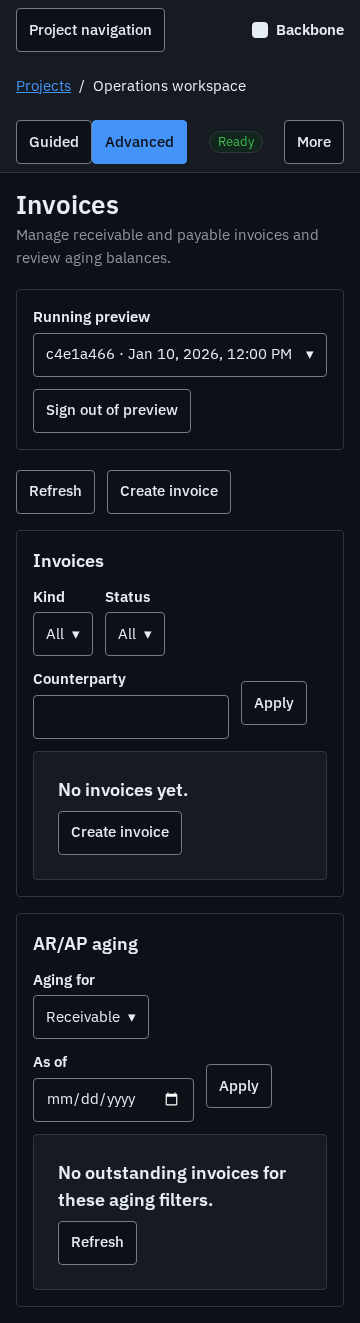 Project navigation
Backbone
Projects / Operations workspace
Guided Advanced Ready More
Invoices
Manage receivable and payable invoices and
review aging balances.
Running preview
c4e1a466 · Jan 10, 2026, 12:00 PM ▾
Sign out of preview
Refresh Create invoice
Invoices
Kind Status
All ▾ All ▾
Counterparty
Apply
No invoices yet.
Create invoice
AR/AP aging
Aging for
Receivable ▾
As of
mm/dd/yyyy Apply
No outstanding invoices for
these aging filters.
Refresh